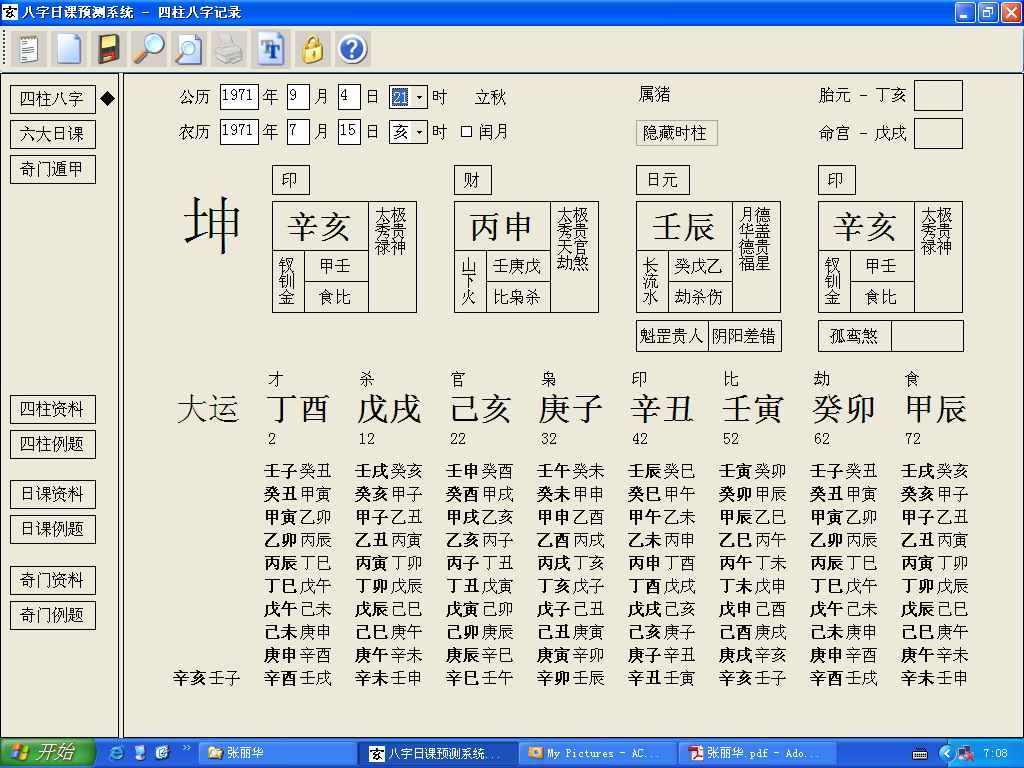 八字日课预测系统 - 四柱八字记录
四柱八字
六大日课
奇门遁甲
四柱资料
四柱例题
日课资料
日课例题
奇门资料
奇门例题
公历 1971 年 9 月 4 日 21 时 立秋 属猪 胎元 - 丁亥
农历 1971 年 7 月 15 日 亥 时 闰月 隐藏时柱 命宫 - 戊戌
坤
印 财 日元 印
辛亥 丙申 壬辰 辛亥
太极贵神 秀禄
钗钏金 甲壬 食比
太极贵官煞 秀天劫
山下火 壬庚戊 比枭杀
月德盖贵星 华德福
长流水 癸戊乙 劫杀伤
太极贵神 秀禄
钗钏金 甲壬 食比
魁罡贵人 阴阳差错 孤鸾煞
才 杀 官 枭 印 比 劫 食
大运 丁酉 戊戌 己亥 庚子 辛丑 壬寅 癸卯 甲辰
2 12 22 32 42 52 62 72
壬子癸丑 壬戌癸亥 壬申癸酉 壬午癸未 壬辰癸巳 壬寅癸卯 壬子癸丑 壬戌癸亥
癸丑甲寅 癸亥甲子 癸酉甲戌 癸未甲申 癸巳甲午 癸卯甲辰 癸丑甲寅 癸亥甲子
甲寅乙卯 甲子乙丑 甲戌乙亥 甲申乙酉 甲午乙未 甲辰乙巳 甲寅乙卯 甲子乙丑
乙卯丙辰 乙丑丙寅 乙亥丙子 乙酉丙戌 乙未丙申 乙巳丙午 乙卯丙辰 乙丑丙寅
丙辰丁巳 丙寅丁卯 丙子丁丑 丙戌丁亥 丙申丁酉 丙午丁未 丙辰丁巳 丙寅丁卯
丁巳戊午 丁卯戊辰 丁丑戊寅 丁亥戊子 丁酉戊戌 丁未戊申 丁巳戊午 丁卯戊辰
戊午己未 戊辰己巳 戊寅己卯 戊子己丑 戊戌己亥 戊申己酉 戊午己未 戊辰己巳
己未庚申 己巳庚午 己卯庚辰 己丑庚寅 己亥庚子 己酉庚戌 己未庚申 己巳庚午
庚申辛酉 庚午辛未 庚辰辛巳 庚寅辛卯 庚子辛丑 庚戌辛亥 庚申辛酉 庚午辛未
辛亥壬子 辛酉壬戌 辛未壬申 辛巳壬午 辛卯壬辰 辛丑壬寅 辛亥壬子 辛酉壬戌 辛未壬申
开始 张丽华 八字日课预测系统... My Pictures - AC... 张丽华.pdf - Ado... 7:08